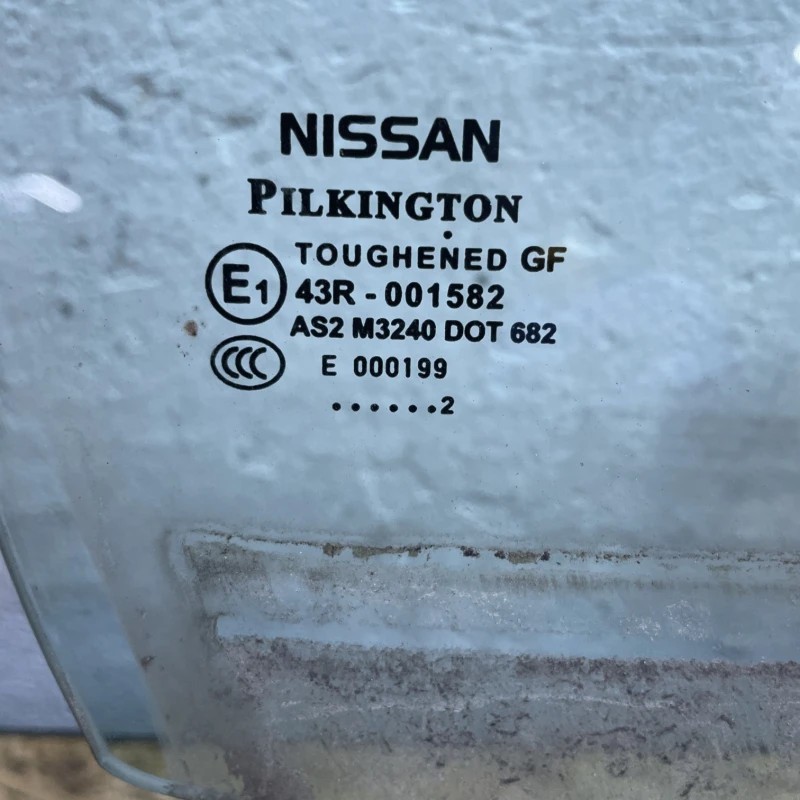 NISSAN
PILKINGTON
E1 TOUGHENED GF
43R - 001582
AS2 M3240 DOT 682
CCC E 000199
......2